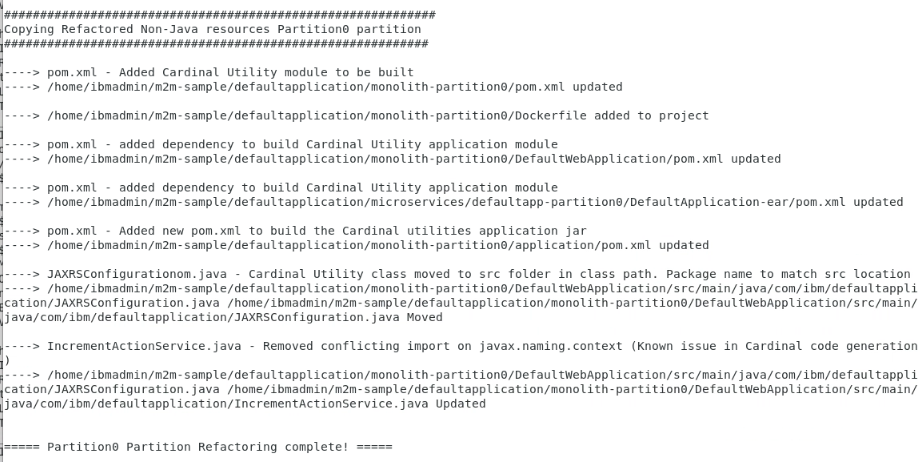 ############################################################
Copying Refactored Non-Java resources Partition0 partition
###########################################################
----> pom.xml - Added Cardinal Utility module to be built
----> /home/ibmadmin/m2m-sample/defaultapplication/monolith-partition0/pom.xml updated
----> /home/ibmadmin/m2m-sample/defaultapplication/monolith-partition0/Dockerfile added to project
----> pom.xml - added dependency to build Cardinal Utility application module
----> /home/ibmadmin/m2m-sample/defaultapplication/monolith-partition0/DefaultWebApplication/pom.xml updated
----> pom.xml - added dependency to build Cardinal Utility application module
----> /home/ibmadmin/m2m-sample/defaultapplication/microservices/defaultapp-partition0/DefaultApplication-ear/pom.xml updated
----> pom.xml - Added new pom.xml to build the Cardinal utilities application jar
----> /home/ibmadmin/m2m-sample/defaultapplication/monolith-partition0/application/pom.xml updated
----> JAXRSConfigurationom.java - Cardinal Utility class moved to src folder in class path. Package name to match src location
----> /home/ibmadmin/m2m-sample/defaultapplication/monolith-partition0/DefaultWebApplication/src/main/java/com/ibm/defaultappli
cation/JAXRSConfiguration.java /home/ibmadmin/m2m-sample/defaultapplication/monolith-partition0/DefaultWebApplication/src/main/
java/com/ibm/defaultapplication/JAXRSConfiguration.java Moved
----> IncrementActionService.java - Removed conflicting import on javax.naming.context (Known issue in Cardinal code generation
)
----> /home/ibmadmin/m2m-sample/defaultapplication/monolith-partition0/DefaultWebApplication/src/main/java/com/ibm/defaultappli
cation/JAXRSConfiguration.java /home/ibmadmin/m2m-sample/defaultapplication/monolith-partition0/DefaultWebApplication/src/main/
java/com/ibm/defaultapplication/IncrementActionService.java Updated
===== Partition0 Partition Refactoring complete! =====